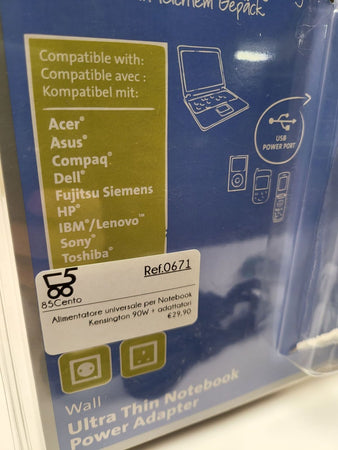 Compatible with:
Compatible avec :
Kompatibel mit:
Acer®
Asus®
Compaq®
Dell®
Fujitsu Siemens
HP®
IBM®/Lenovo™
Sony®
Toshiba®
USB
POWER PORT
85Cento
Ref.0671
Alimentatore universale per Notebook
Kensington 90W + adattatori
€29,90
Wall
Ultra Thin Notebook
Power Adapter